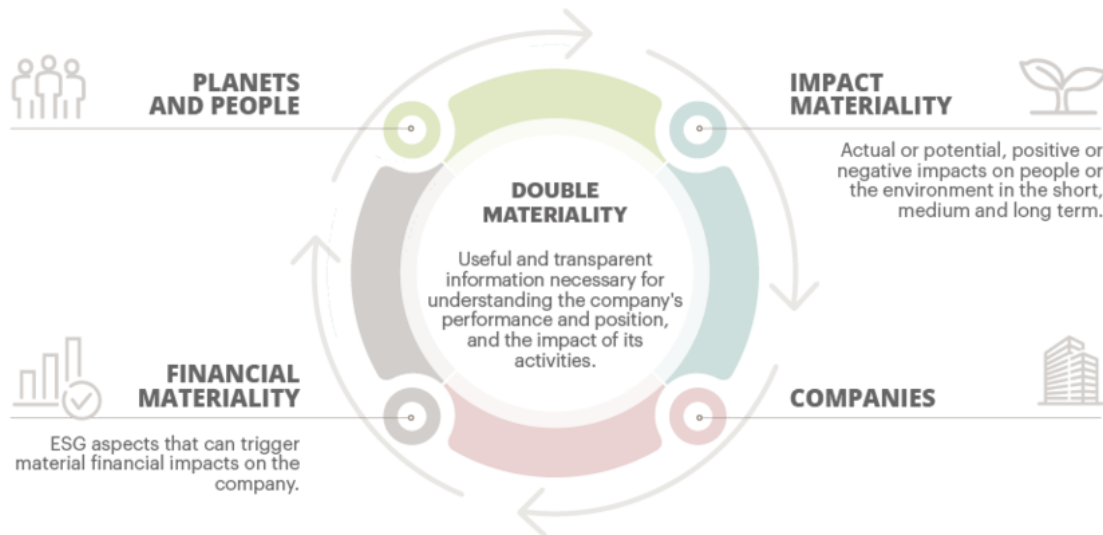 PLANETS
AND PEOPLE
IMPACT
MATERIALITY
Actual or potential, positive or
negative impacts on people or
the environment in the short,
medium and long term.
DOUBLE
MATERIALITY
Useful and transparent
information necessary for
understanding the company's
performance and position,
and the impact of its
activities.
FINANCIAL
MATERIALITY
ESG aspects that can trigger
material financial impacts on the
company.
COMPANIES